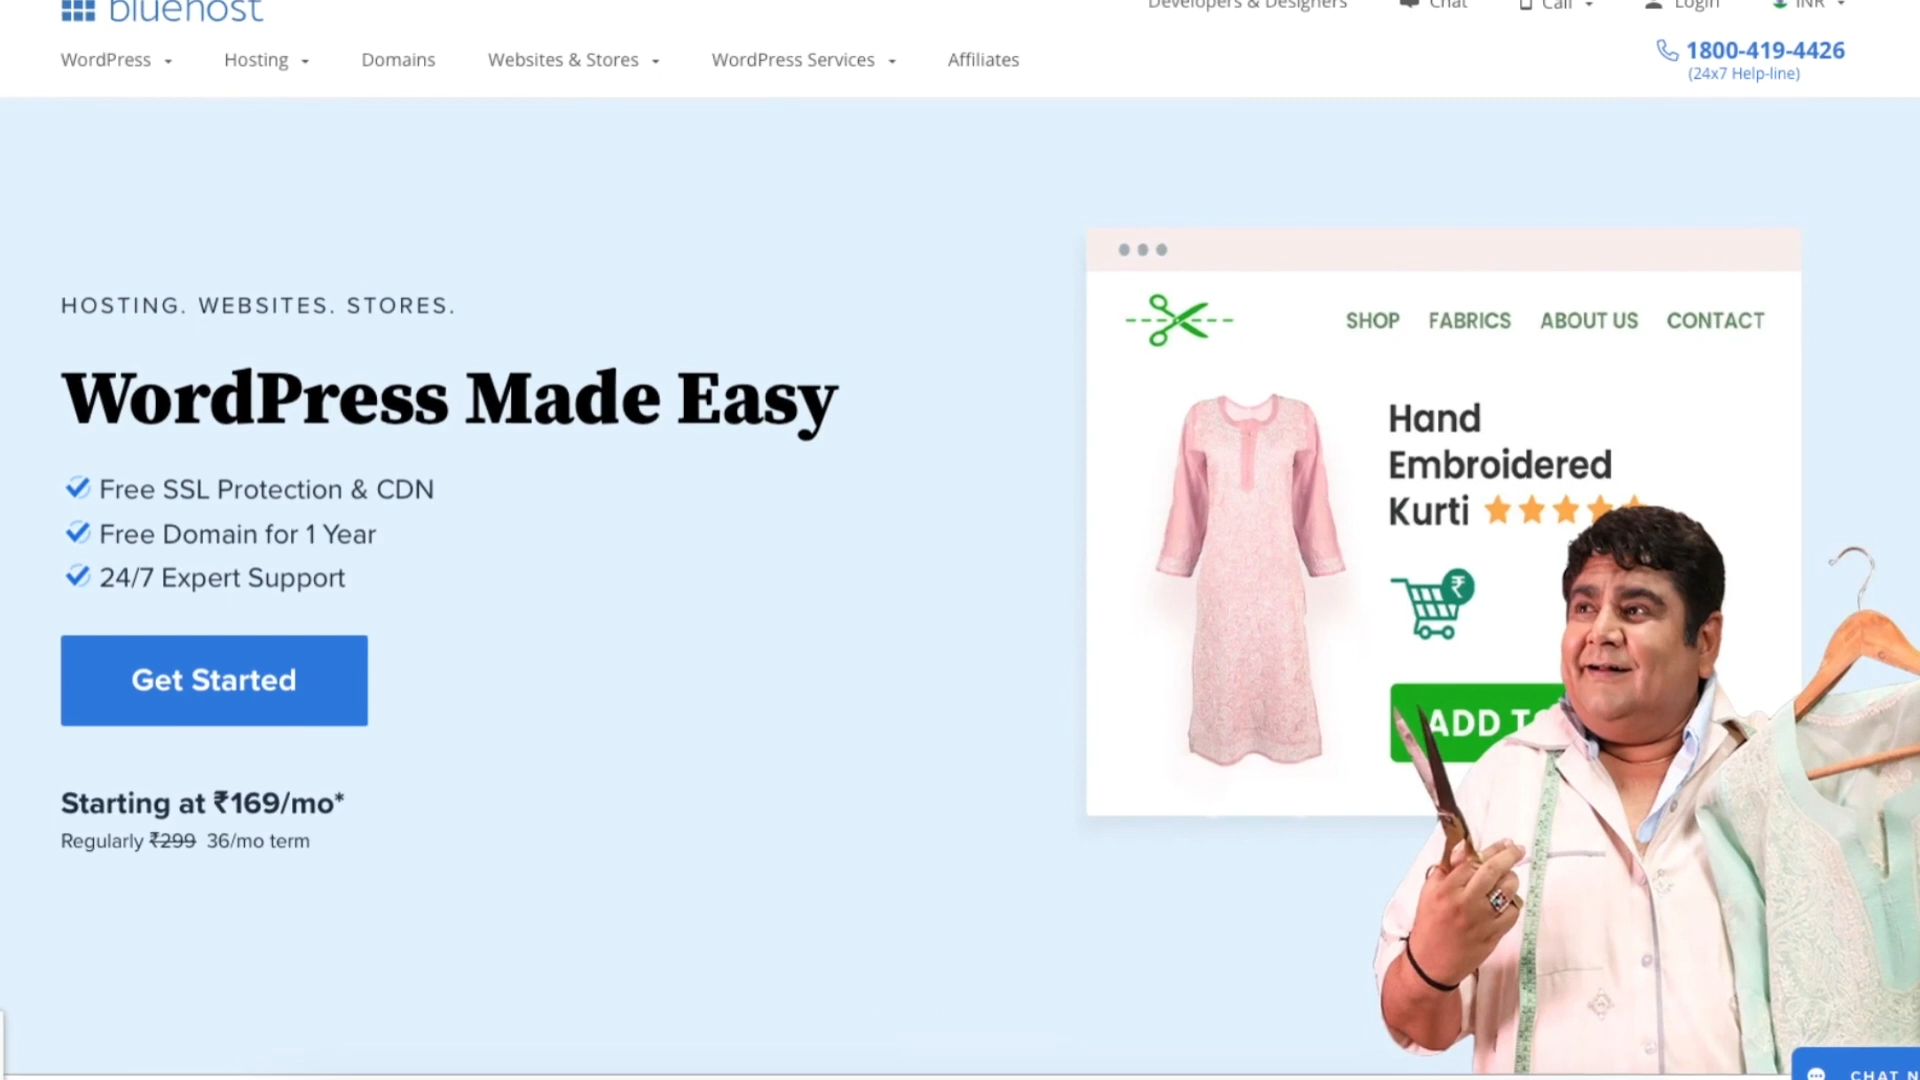 bluehost
Developers & Designers Chat Call Login INR
WordPress Hosting Domains Websites & Stores WordPress Services Affiliates
1800-419-4426
(24x7 Help-line)
HOSTING. WEBSITES. STORES.
WordPress Made Easy
Free SSL Protection & CDN
Free Domain for 1 Year
24/7 Expert Support
Get Started
Starting at ₹169/mo*
Regularly ₹299 36/mo term
SHOP FABRICS ABOUT US CONTACT
Hand
Embroidered
Kurti
₹
ADD
CHAT